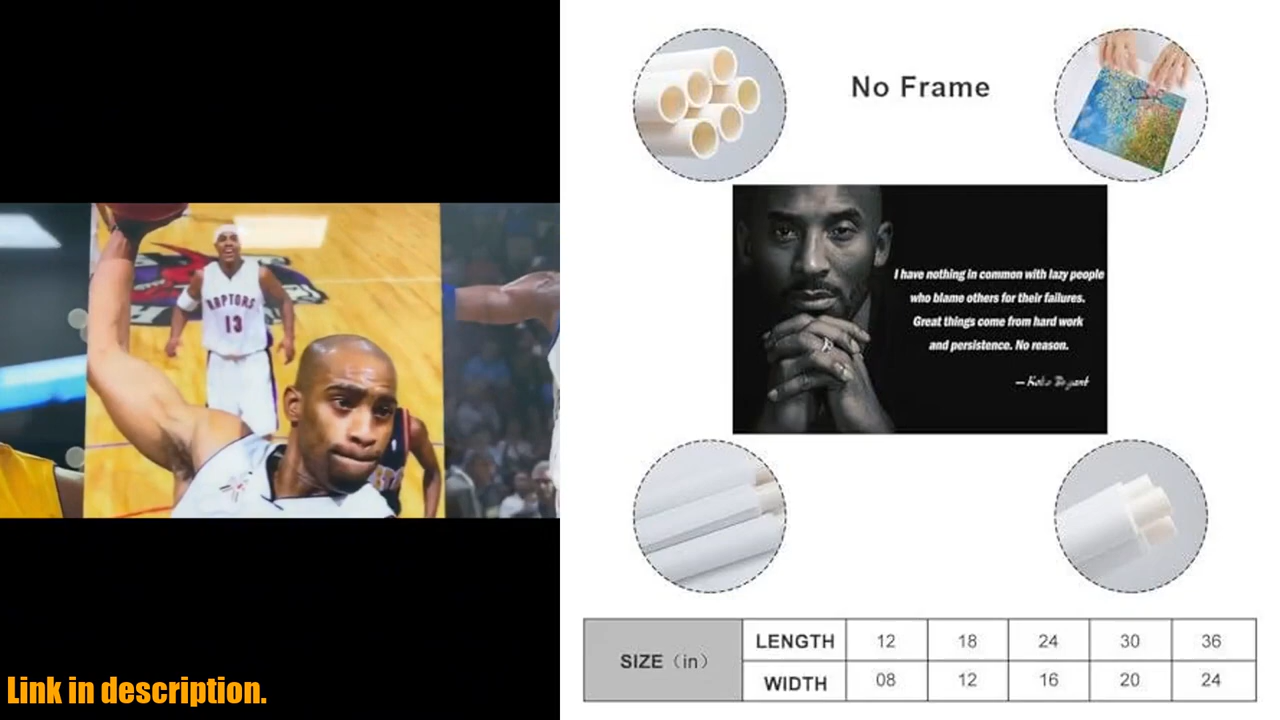 RAPTORS
13
Link in description.
No Frame
I have nothing in common with lazy people
who blame others for their failures.
Great things come from hard work
and persistence. No reason.
— Kobe Bryant
SIZE（in） LENGTH 12 18 24 30 36
WIDTH 08 12 16 20 24